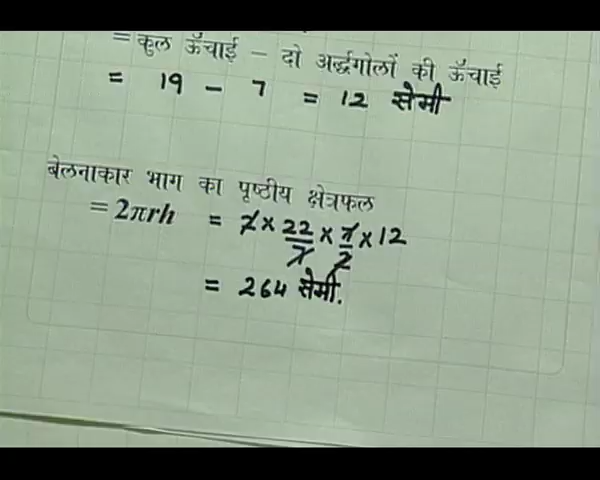 = कुल ऊँचाई – दो अर्द्धगोलों की ऊँचाई
= 19 - 7 = 12 सेमी
बेलनाकार भाग का पृष्ठीय क्षेत्रफल
= 2πrh = 2 × 22/7 × 7/2 × 12
= 264 सेमी.